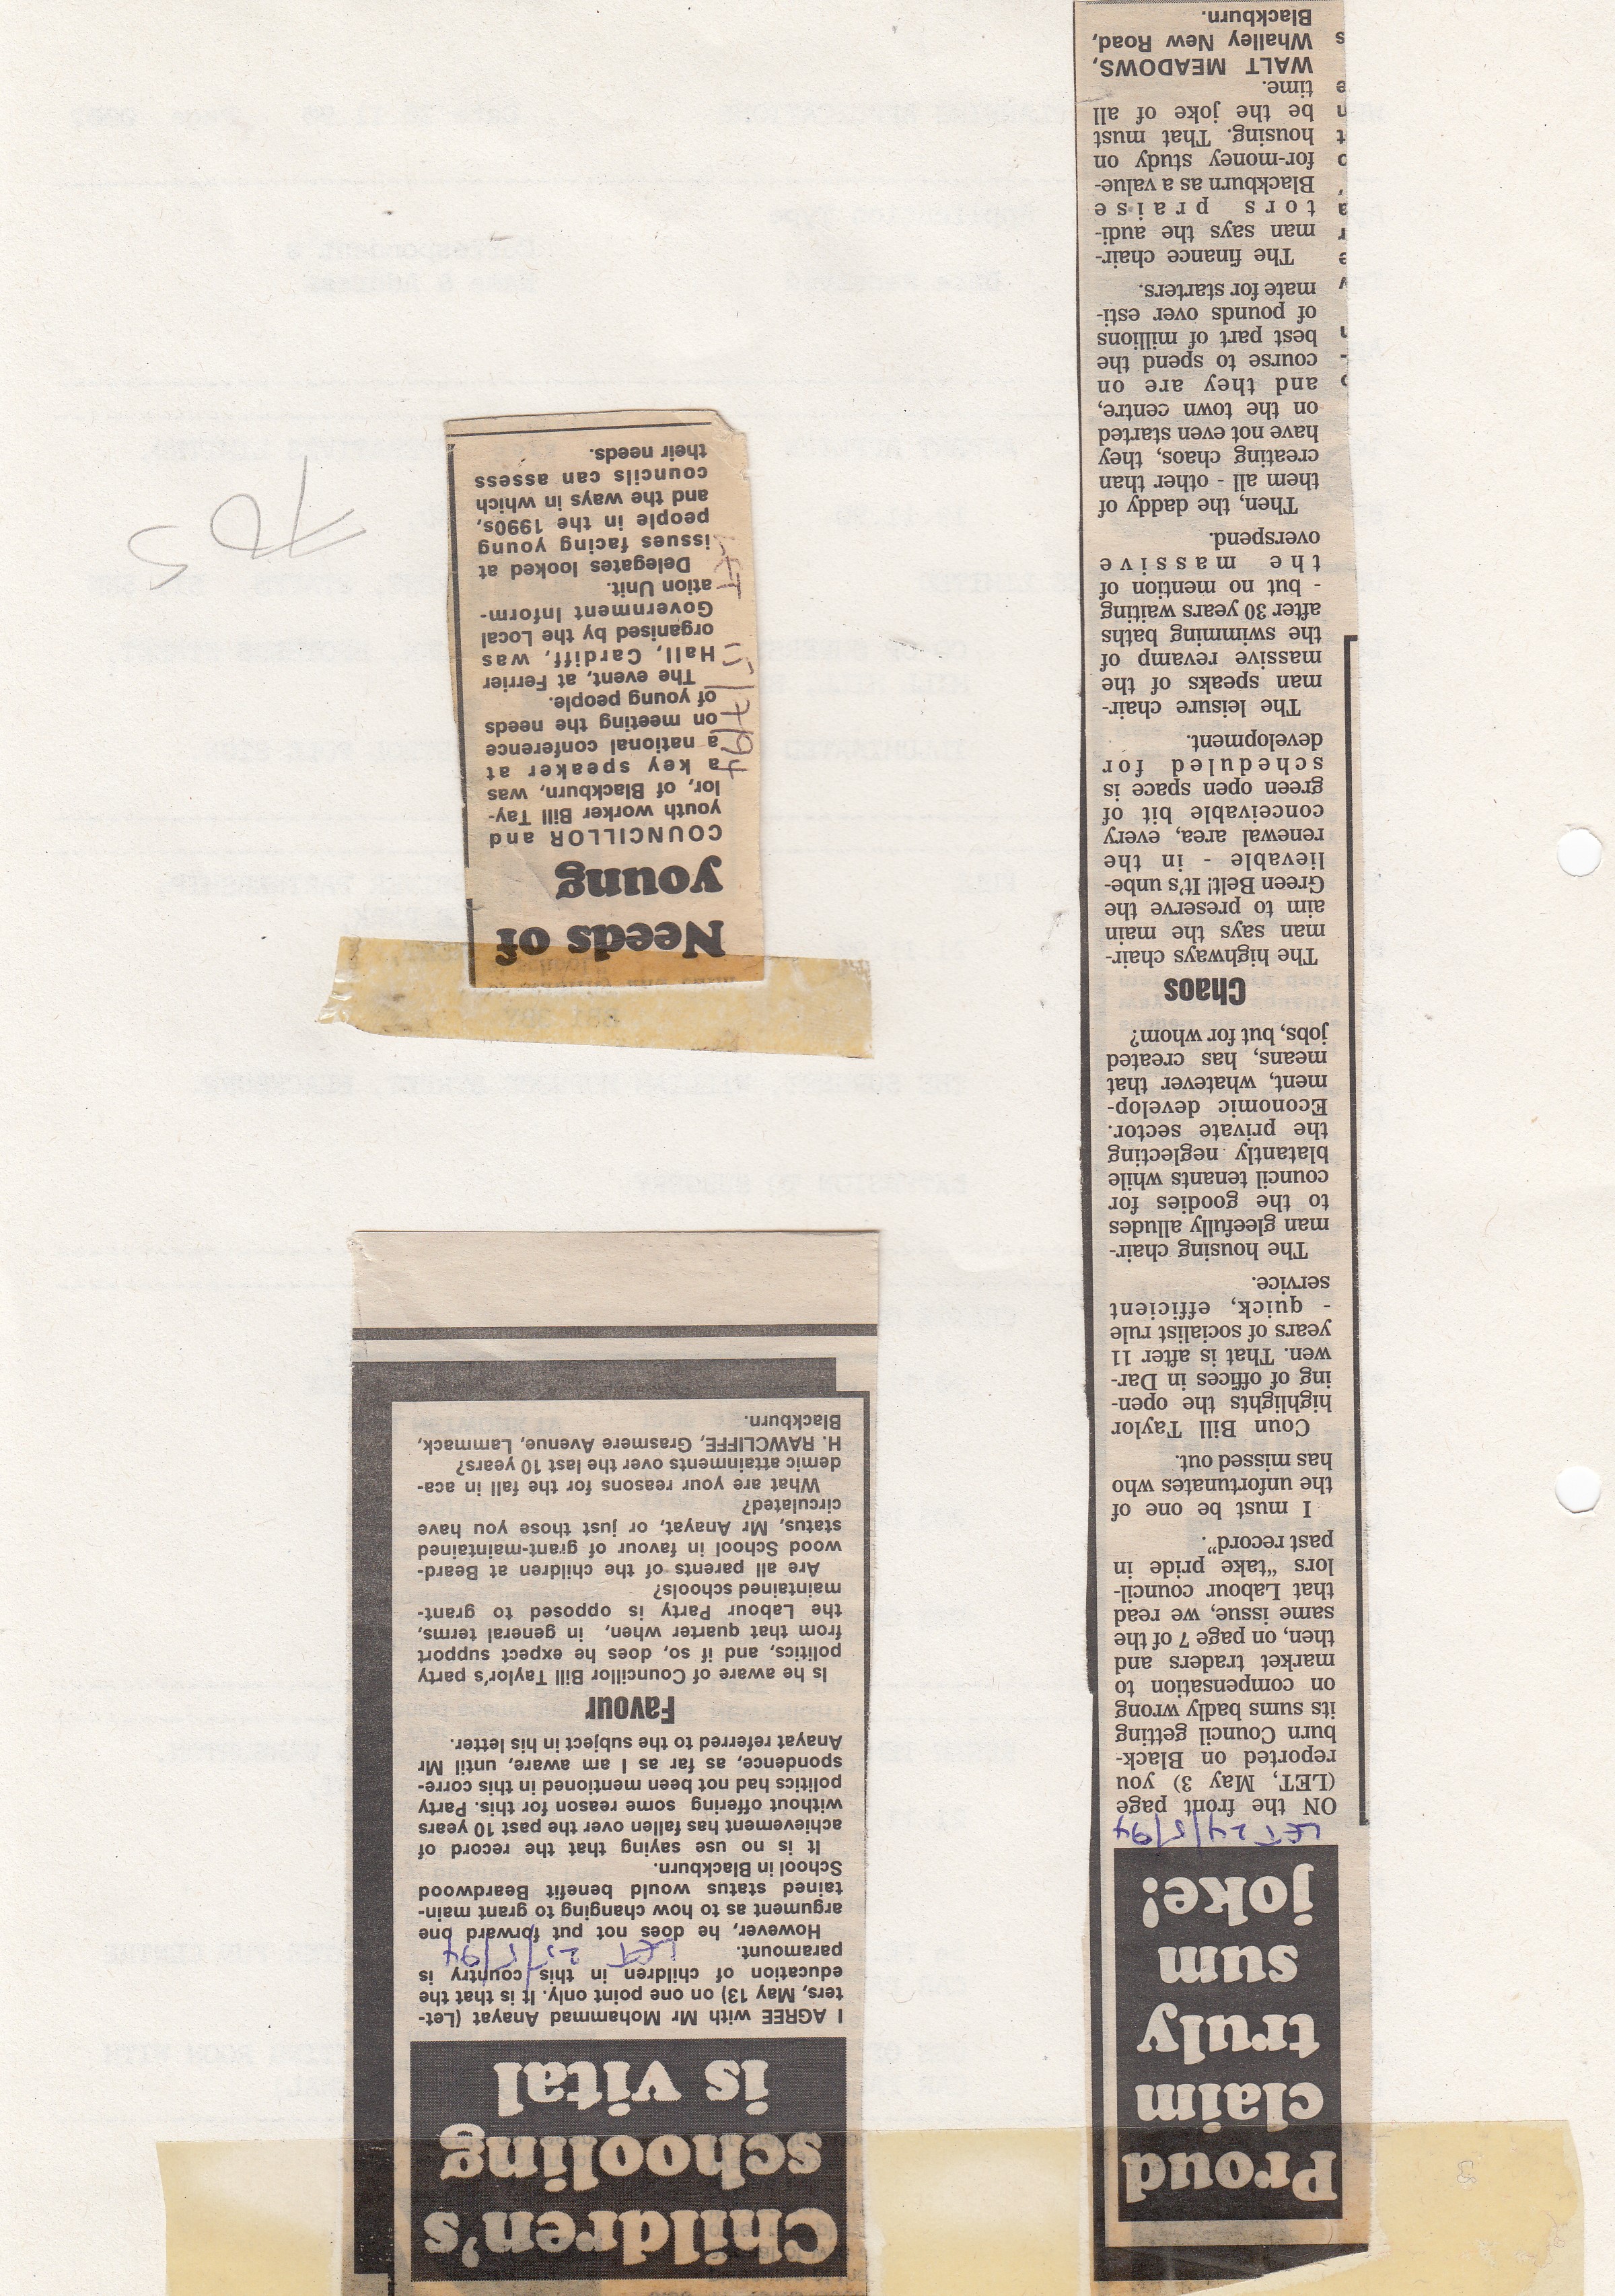 Proud
claim
truly
sum
joke!
LET 24/5/94
ON the front page
(LET, May 3) you
reported on Black-
burn Council getting
its sums badly wrong
on compensation to
market traders and
then, on page 7 of the
same issue, we read
that Labour council-
lors “take pride in
past record”.
I must be one of
the unfortunates who
has missed out.
Coun Bill Taylor
highlights the open-
ing of offices in Dar-
wen. That is after 11
years of socialist rule
- quick, efficient
service.
The housing chair-
man gleefully alludes
to the goodies for
council tenants while
blatantly neglecting
the private sector.
Economic develop-
ment, whatever that
means, has created
jobs, but for whom?
Chaos
The highways chair-
man says the main
aim to preserve the
Green Belt! It's unbe-
lievable - in the
renewal area, every
conceivable bit of
green open space is
scheduled for
development.
The leisure chair-
man speaks of the
massive revamp of
the swimming baths
after 30 years waiting
- but no mention of
the massive
overspend.
Then, the daddy of
them all - other than
creating chaos, they
have not even started
on the town centre,
and they are on
course to spend the
best part of millions
of pounds over esti-
mate for starters.
The finance chair-
man says the audi-
tors praise
Blackburn as a value-
for-money study on
housing. That must
be the joke of all
time.
WALT MEADOWS,
Whalley New Road,
Blackburn.
Children's
schooling
is vital
I AGREE with Mr Mohammad Anayat (Let-
ters, May 13) on one point only. It is that the
education of children in this country is
paramount.
LET 25/5/94
However, he does not put forward one
argument as to how changing to grant main-
tained status would benefit Beardwood
School in Blackburn.
It is no use saying that the record of
achievement has fallen over the past 10 years
without offering some reason for this. Party
politics had not been mentioned in this corre-
spondence, as far as I am aware, until Mr
Anayat referred to the subject in his letter.
Favour
Is he aware of Councillor Bill Taylor's party
politics, and if so, does he expect support
from that quarter when, in general terms,
the Labour Party is opposed to grant-
maintained schools?
Are all parents of the children at Beard-
wood School in favour of grant-maintained
status, Mr Anayat, or just those you have
circulated?
What are your reasons for the fall in aca-
demic attainments over the last 10 years?
H. RAWCLIFFE, Grasmere Avenue, Lammack,
Blackburn.
Needs of
young
COUNCILLOR and
youth worker Bill Tay-
lor, of Blackburn, was
a key speaker at
a national conference
on meeting the needs
of young people.
The event, at Ferrier
Hall, Cardiff, was
organised by the Local
Government Inform-
ation Unit.
Delegates looked at
issues facing young
people in the 1990s,
and the ways in which
councils can assess
their needs.
LET 15/7/94